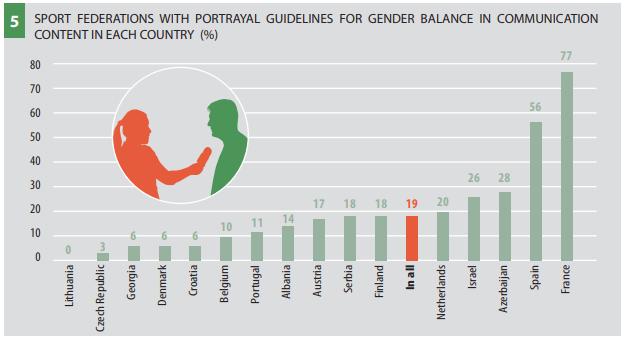 5
SPORT FEDERATIONS WITH PORTRAYAL GUIDELINES FOR GENDER BALANCE IN COMMUNICATION
CONTENT IN EACH COUNTRY (%)
80
70
60
50
40
30
20
10
0
0
3
6
6
6
10
11
14
17
18
18
19
20
26
28
56
77
Lithuania
Czech Republic
Georgia
Denmark
Croatia
Belgium
Portugal
Albania
Austria
Serbia
Finland
In all
Netherlands
Israel
Azerbaijan
Spain
France